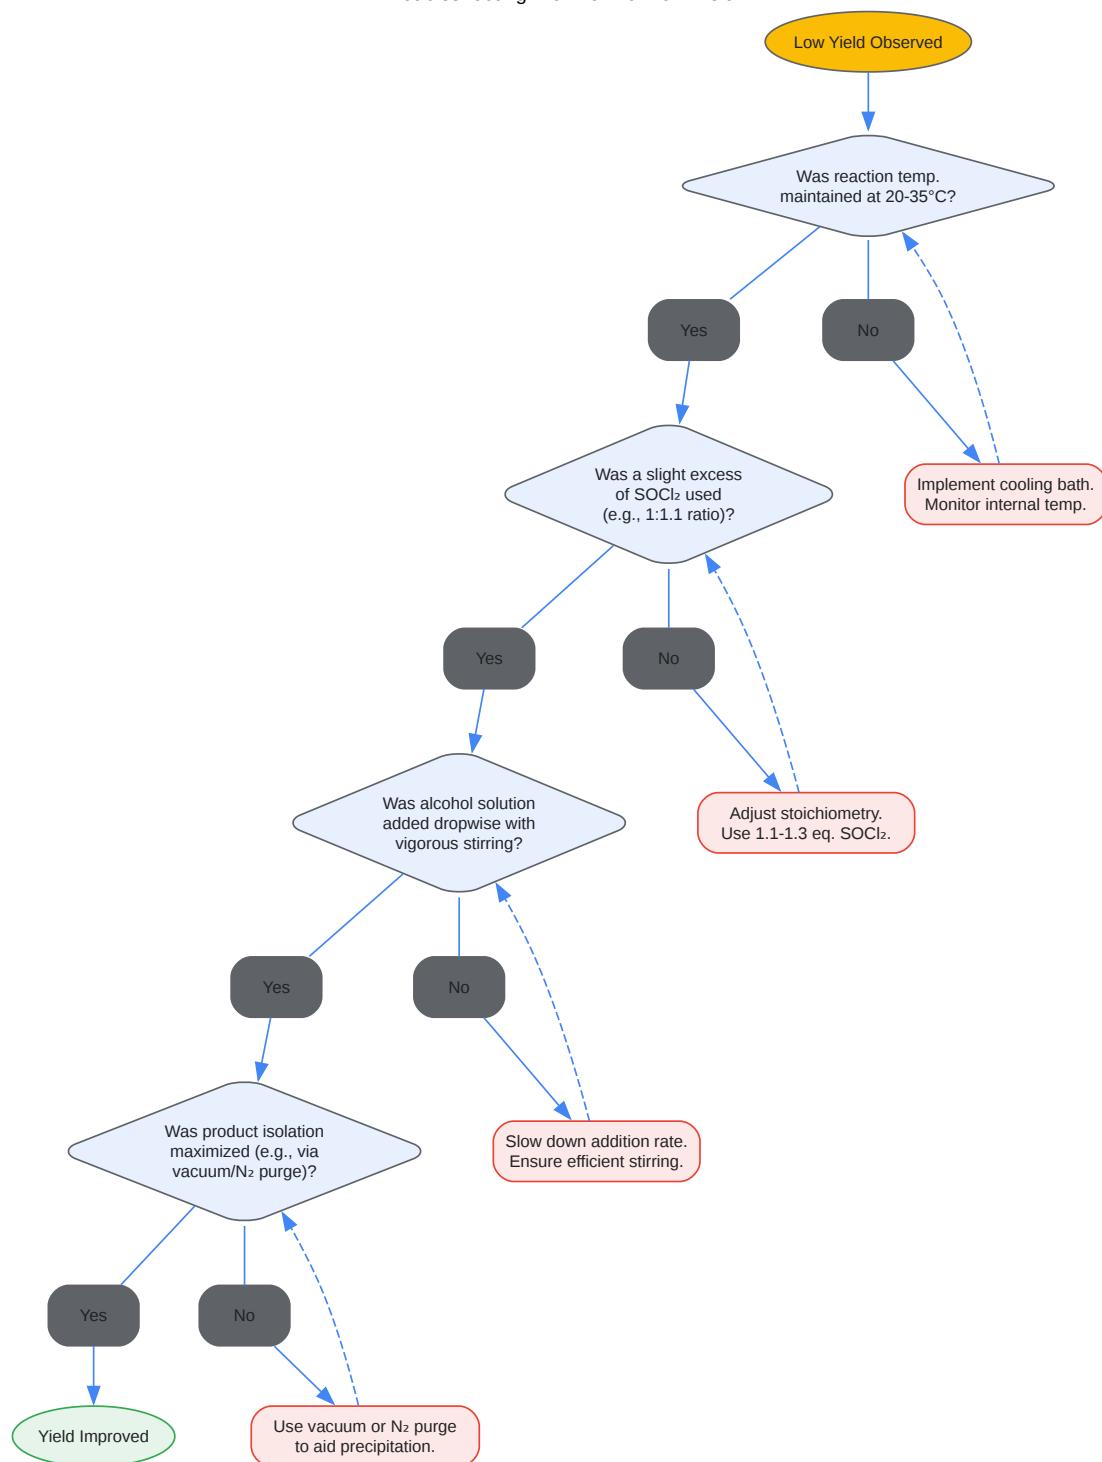 Low Yield Observed
Was reaction temp.
maintained at 20-35°C?
Yes
No
Implement cooling bath.
Monitor internal temp.
Was a slight excess
of SOCl₂ used
(e.g., 1:1.1 ratio)?
Yes
No
Adjust stoichiometry.
Use 1.1-1.3 eq. SOCl₂.
Was alcohol solution
added dropwise with
vigorous stirring?
Yes
No
Slow down addition rate.
Ensure efficient stirring.
Was product isolation
maximized (e.g., via
vacuum/N₂ purge)?
Yes
No
Use vacuum or N₂ purge
to aid precipitation.
Yield Improved